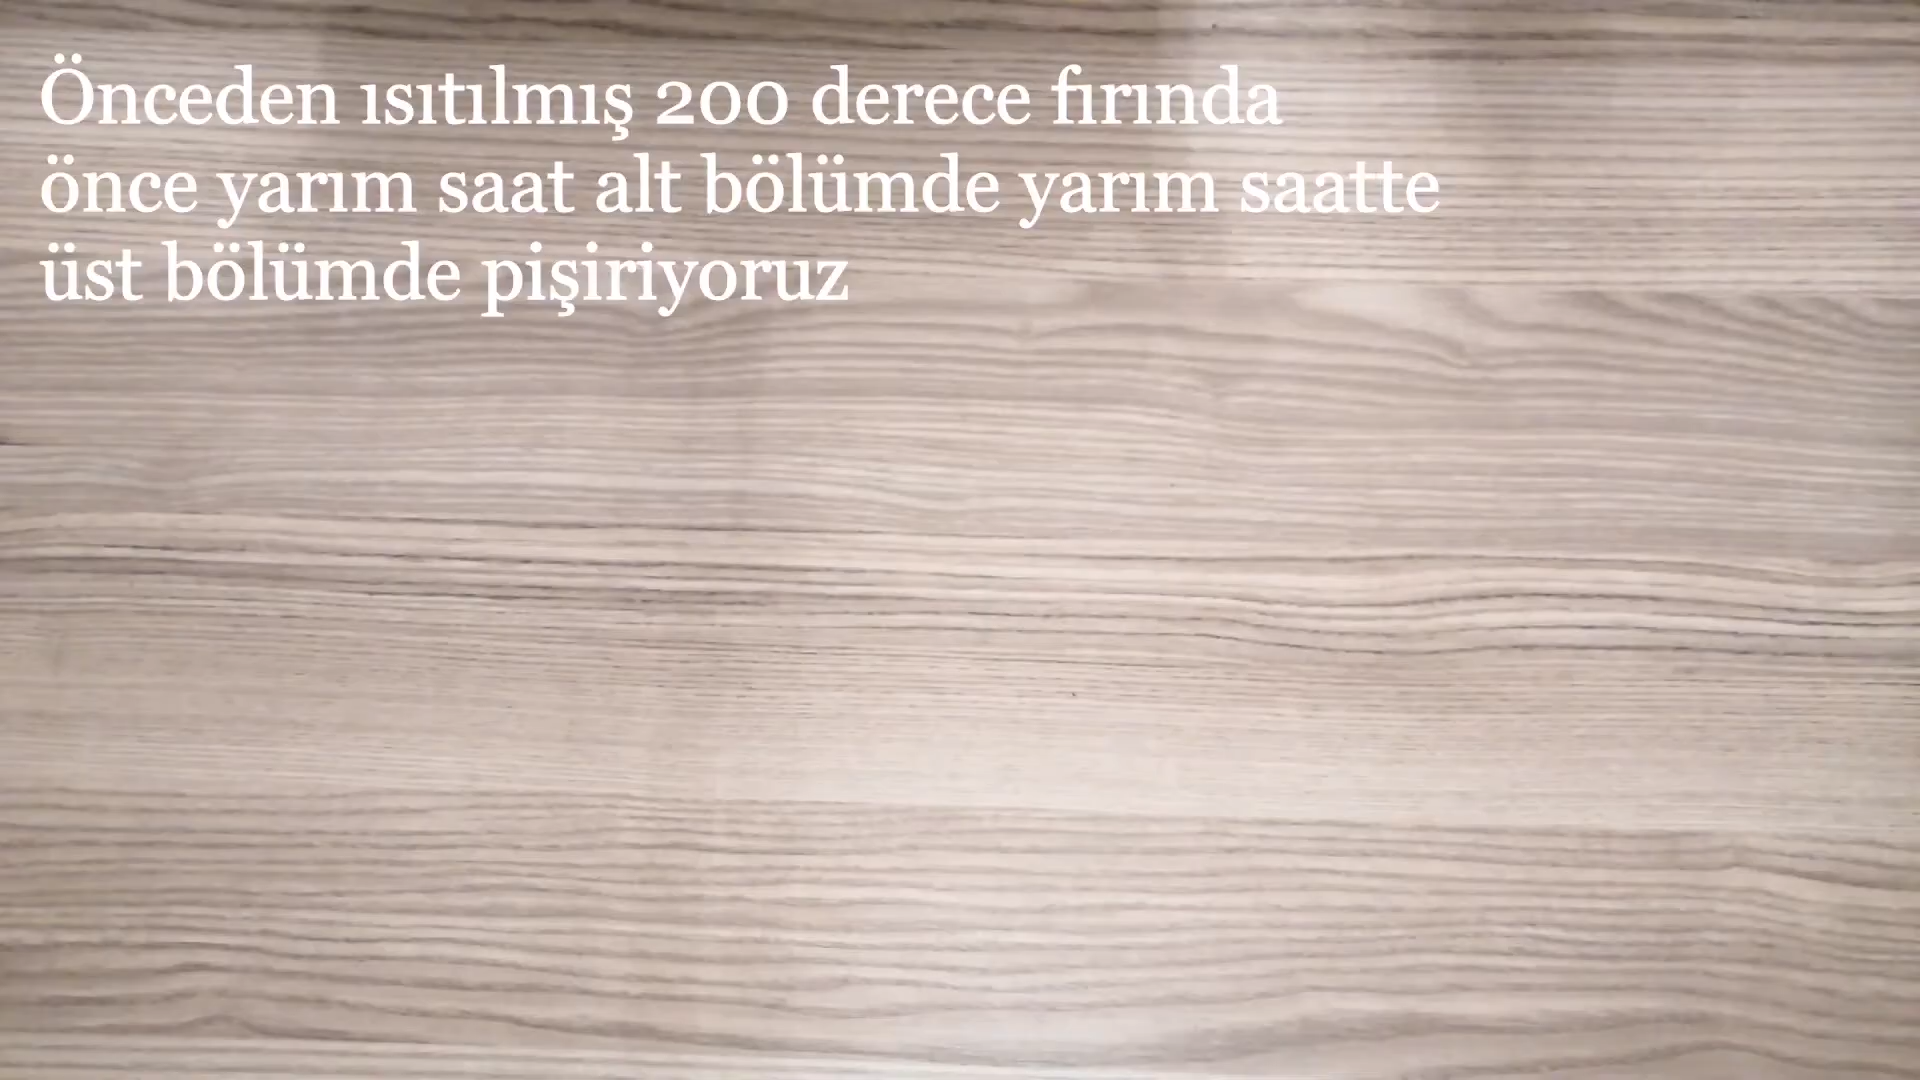 Önceden ısıtılmış 200 derece fırında
önce yarım saat alt bölümde yarım saatte
üst bölümde pişiriyoruz